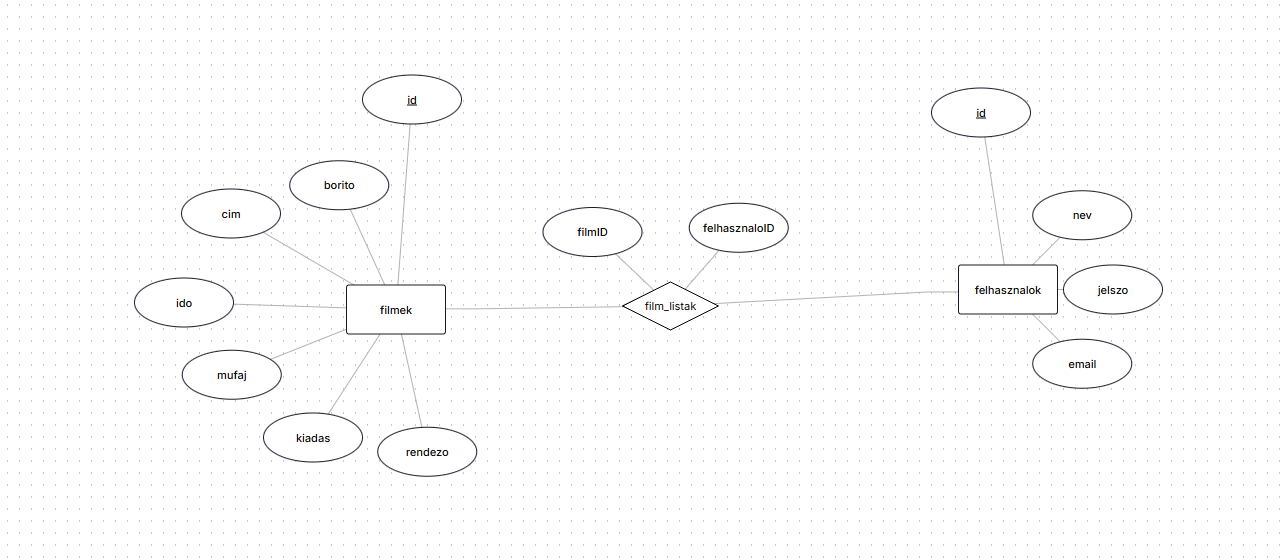 id
id
borito
cim
nev
filmID
felhasznaloID
ido
filmek
film_listak
felhasznalok
jelszo
mufaj
email
kiadas
rendezo